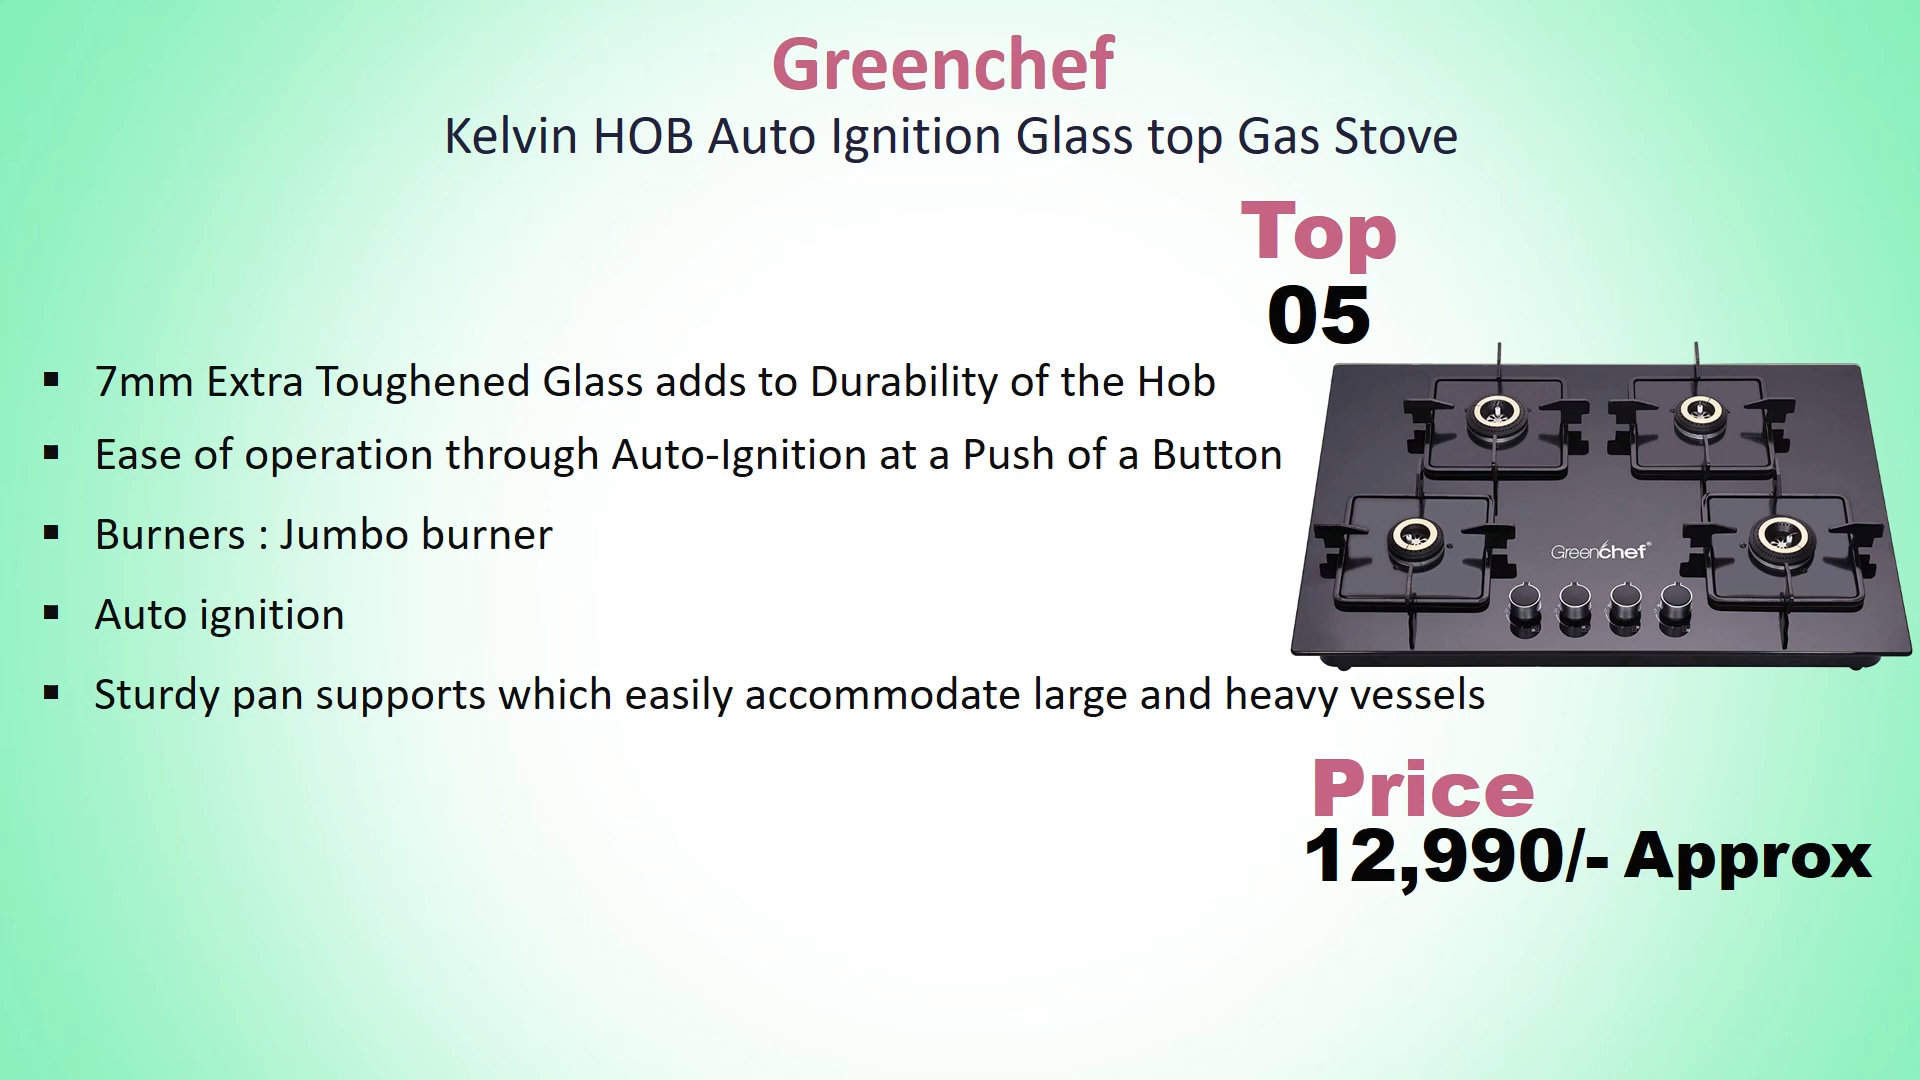 Greenchef
Kelvin HOB Auto Ignition Glass top Gas Stove
Top
05
▪ 7mm Extra Toughened Glass adds to Durability of the Hob
▪ Ease of operation through Auto-Ignition at a Push of a Button
▪ Burners : Jumbo burner
▪ Auto ignition
▪ Sturdy pan supports which easily accommodate large and heavy vessels
Greenchef®
Price
12,990/- Approx